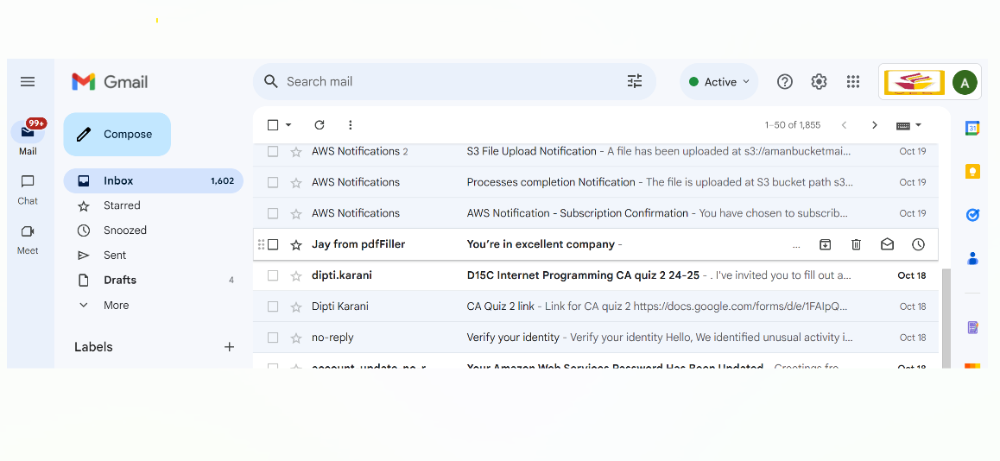 Gmail
Search mail
Active
A
99+
Mail
Chat
Meet
Compose
Inbox 1,602
Starred
Snoozed
Sent
Drafts 4
More
Labels
1–50 of 1,855
AWS Notifications 2 S3 File Upload Notification - A file has been uploaded at s3://amanbucketmai... Oct 19
AWS Notifications Processes completion Notification - The file is uploaded at S3 bucket path s3... Oct 19
AWS Notifications AWS Notification - Subscription Confirmation - You have chosen to subscrib... Oct 19
Jay from pdfFiller You’re in excellent company - ...
dipti.karani D15C Internet Programming CA quiz 2 24-25 - . I've invited you to fill out a... Oct 18
Dipti Karani CA Quiz 2 link - Link for CA quiz 2 https://docs.google.com/forms/d/e/1FAIpQ... Oct 18
no-reply Verify your identity - Verify your identity Hello, We identified unusual activity i... Oct 18
account_update_no_r Your Amazon Web Services Password Has Been Updated - Greetings fro... Oct 18
31